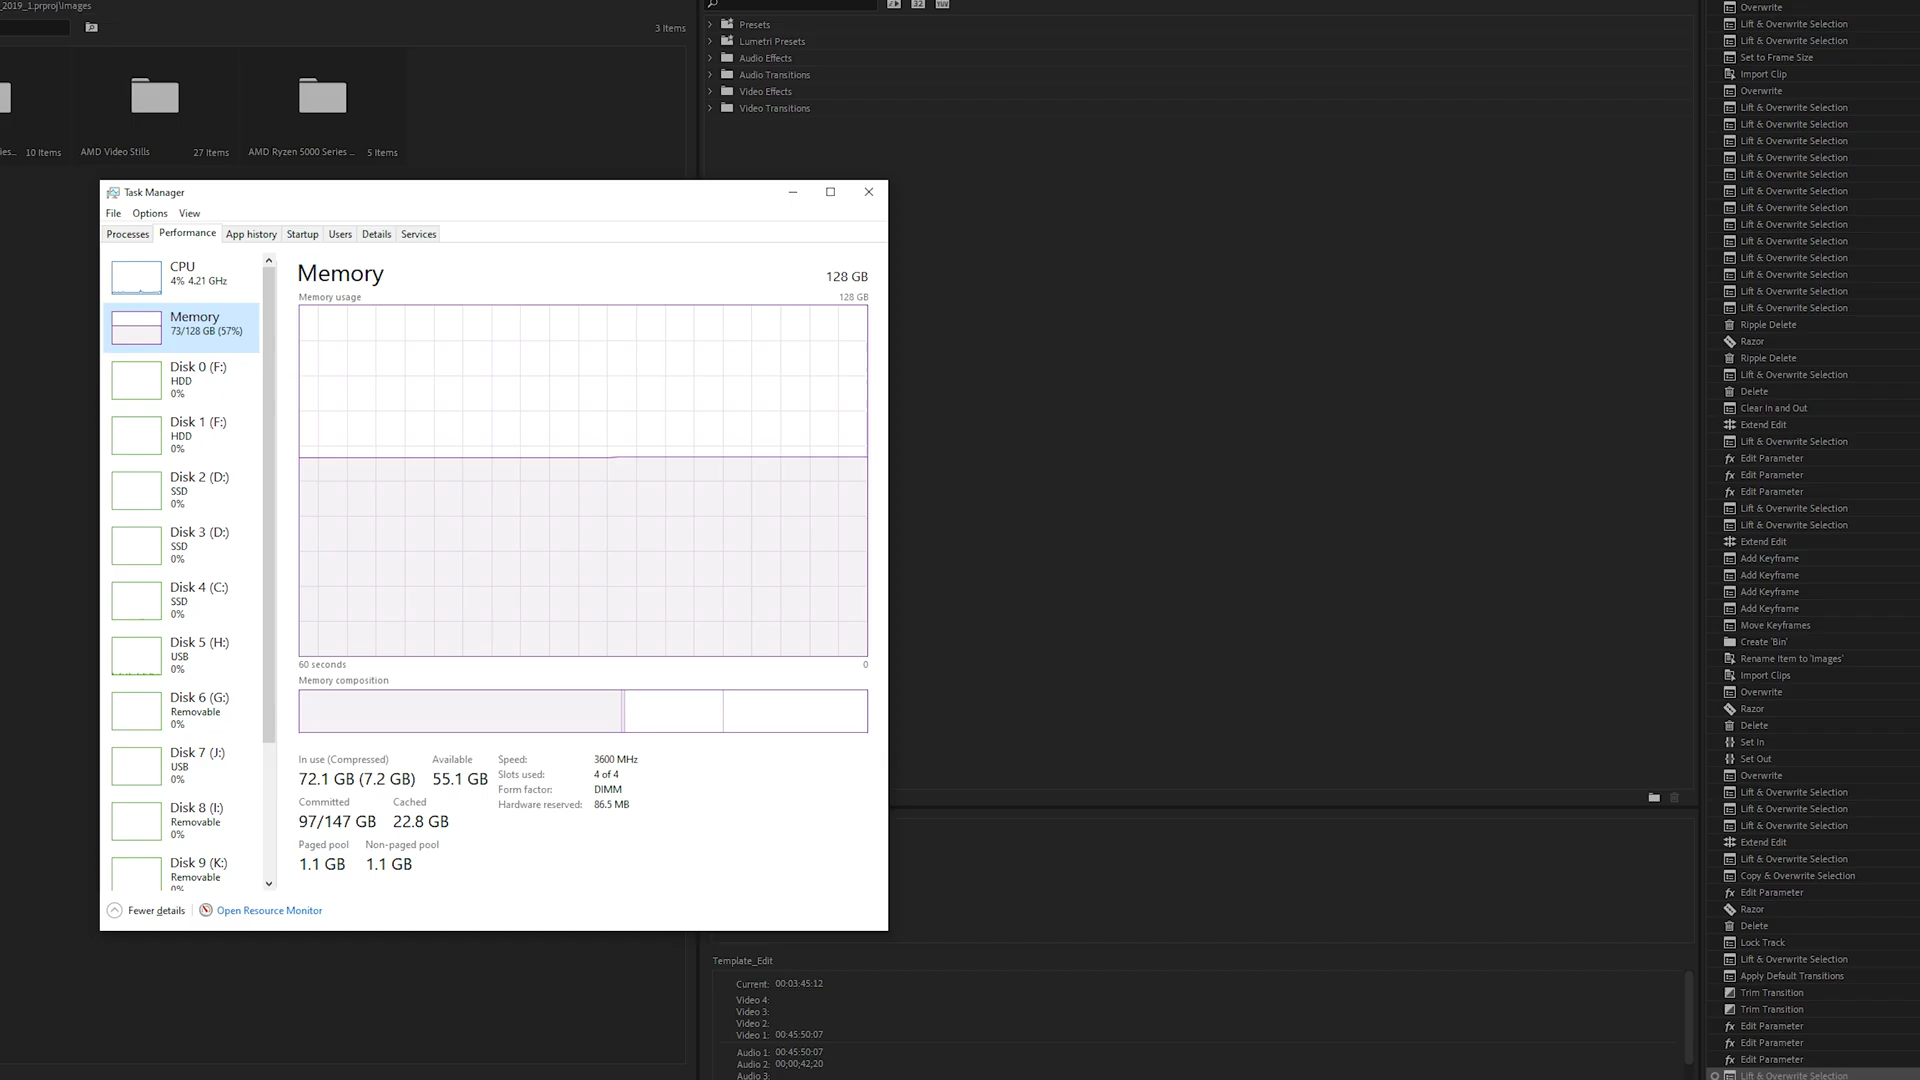 _2019_1.prproj\Images
3 Items
ies... 10 Items
AMD Video Stills 27 Items
AMD Ryzen 5000 Series ... 5 Items
Presets
Lumetri Presets
Audio Effects
Audio Transitions
Video Effects
Video Transitions
Task Manager
File Options View
Processes Performance App history Startup Users Details Services
CPU
4% 4.21 GHz
Memory
73/128 GB (57%)
Disk 0 (F:)
HDD
0%
Disk 1 (F:)
HDD
0%
Disk 2 (D:)
SSD
0%
Disk 3 (D:)
SSD
0%
Disk 4 (C:)
SSD
0%
Disk 5 (H:)
USB
0%
Disk 6 (G:)
Removable
0%
Disk 7 (J:)
USB
0%
Disk 8 (I:)
Removable
0%
Disk 9 (K:)
Removable
0%
Memory 128 GB
Memory usage 128 GB
60 seconds 0
Memory composition
In use (Compressed) Available
72.1 GB (7.2 GB) 55.1 GB
Committed Cached
97/147 GB 22.8 GB
Paged pool Non-paged pool
1.1 GB 1.1 GB
Speed: 3600 MHz
Slots used: 4 of 4
Form factor: DIMM
Hardware reserved: 86.5 MB
Fewer details Open Resource Monitor
Template_Edit
Current: 00:03:45:12
Video 4:
Video 3:
Video 2:
Video 1: 00:45:50:07
Audio 1: 00:45:50:07
Audio 2: 00;00;42;20
Audio 3:
Overwrite
Lift & Overwrite Selection
Lift & Overwrite Selection
Set to Frame Size
Import Clip
Overwrite
Lift & Overwrite Selection
Lift & Overwrite Selection
Lift & Overwrite Selection
Lift & Overwrite Selection
Lift & Overwrite Selection
Lift & Overwrite Selection
Lift & Overwrite Selection
Lift & Overwrite Selection
Lift & Overwrite Selection
Lift & Overwrite Selection
Lift & Overwrite Selection
Lift & Overwrite Selection
Lift & Overwrite Selection
Ripple Delete
Razor
Ripple Delete
Lift & Overwrite Selection
Delete
Clear In and Out
Extend Edit
Lift & Overwrite Selection
fx Edit Parameter
fx Edit Parameter
fx Edit Parameter
Lift & Overwrite Selection
Lift & Overwrite Selection
Extend Edit
Add Keyframe
Add Keyframe
Add Keyframe
Add Keyframe
Move Keyframes
Create 'Bin'
Rename Item to 'Images'
Import Clips
Overwrite
Razor
Delete
Set In
Set Out
Overwrite
Lift & Overwrite Selection
Lift & Overwrite Selection
Lift & Overwrite Selection
Extend Edit
Lift & Overwrite Selection
Copy & Overwrite Selection
fx Edit Parameter
Razor
Delete
Lock Track
Lift & Overwrite Selection
Apply Default Transitions
Trim Transition
Trim Transition
fx Edit Parameter
fx Edit Parameter
fx Edit Parameter
Lift & Overwrite Selection